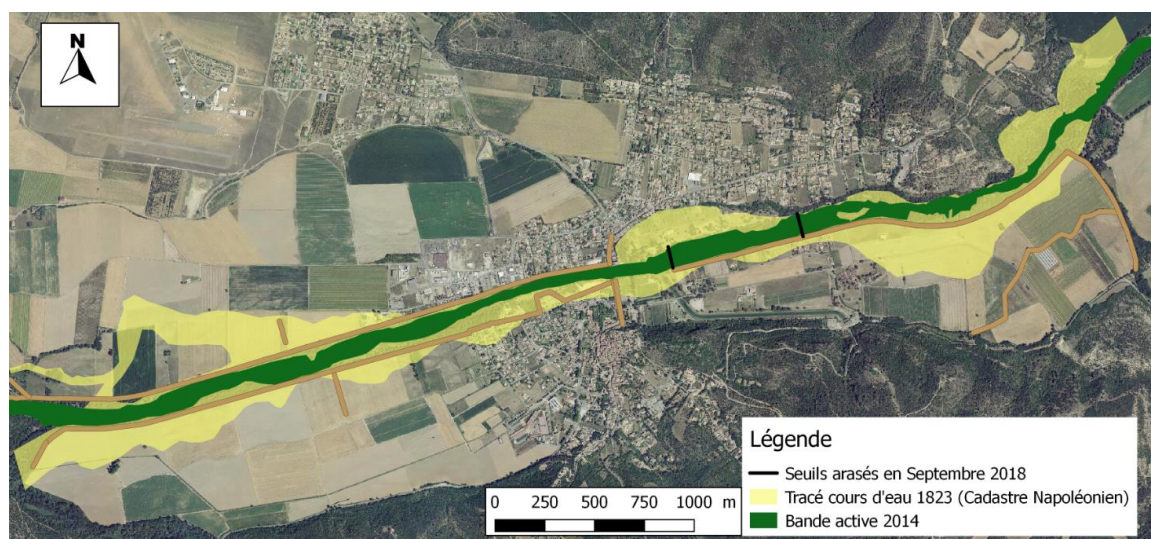 N
Légende
Seuils arasés en Septembre 2018
Tracé cours d'eau 1823 (Cadastre Napoléonien)
Bande active 2014
0 250 500 750 1000 m